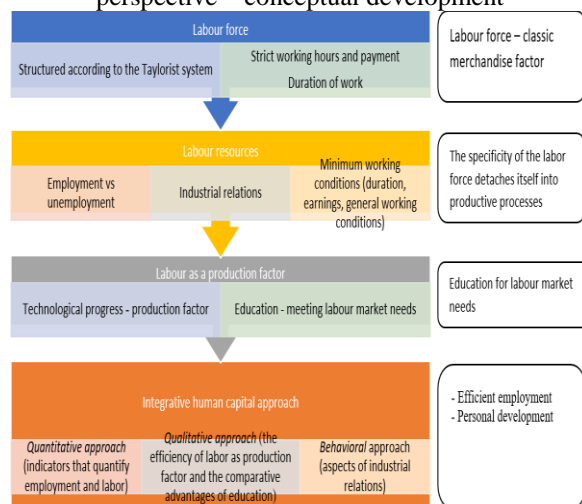 perspective – conceptual development
Labour force
Structured according to the Taylorist system
Strict working hours and payment
Duration of work
Labour force – classic
merchandise factor
Labour resources
Employment vs
unemployment
Industrial relations
Minimum working
conditions (duration,
earnings, general working
conditions)
The specificity of the labor
force detaches itself into
productive processes
Labour as a production factor
Technological progress - production factor
Education - meeting labour market needs
Education for labour market
needs
Integrative human capital approach
Quantitative approach
(indicators that quantify
employment and labor)
Qualitative approach (the
efficiency of labor as
production factor
and the comparative
advantages of education)
Behavioral approach
(aspects of industrial
relations)
- Efficient employment
- Personal development